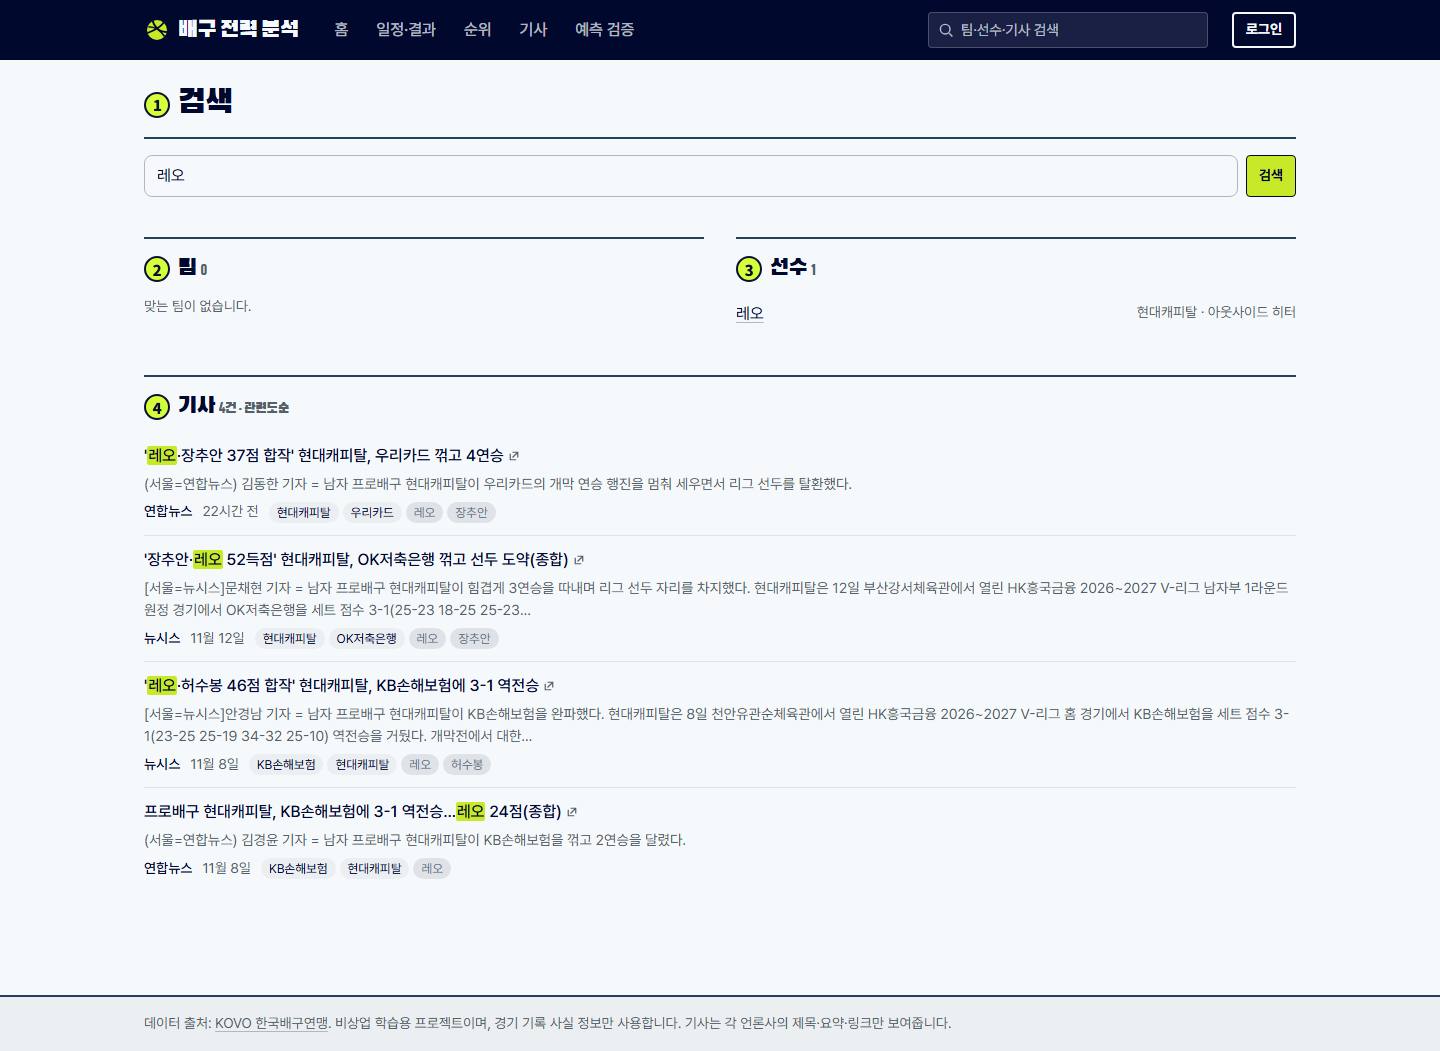 배구 전력 분석
홈 일정·결과 순위 기사 예측 검증
팀·선수·기사 검색
로그인
1 검색
레오
검색
2 팀 0
맞는 팀이 없습니다.
3 선수 1
레오 현대캐피탈 · 아웃사이드 히터
4 기사 4건 · 관련도순
'레오·장추안 37점 합작' 현대캐피탈, 우리카드 꺾고 4연승
(서울=연합뉴스) 김동한 기자 = 남자 프로배구 현대캐피탈이 우리카드의 개막 연승 행진을 멈춰 세우면서 리그 선두를 탈환했다.
연합뉴스 22시간 전 현대캐피탈 우리카드 레오 장추안
'장추안·레오 52득점' 현대캐피탈, OK저축은행 꺾고 선두 도약(종합)
[서울=뉴시스]문채현 기자 = 남자 프로배구 현대캐피탈이 힘겹게 3연승을 따내며 리그 선두 자리를 차지했다. 현대캐피탈은 12일 부산강서체육관에서 열린 HK흥국금융 2026~2027 V-리그 남자부 1라운드
원정 경기에서 OK저축은행을 세트 점수 3-1(25-23 18-25 25-23...
뉴시스 11월 12일 현대캐피탈 OK저축은행 레오 장추안
'레오·허수봉 46점 합작' 현대캐피탈, KB손해보험에 3-1 역전승
[서울=뉴시스]안경남 기자 = 남자 프로배구 현대캐피탈이 KB손해보험을 완파했다. 현대캐피탈은 8일 천안유관순체육관에서 열린 HK흥국금융 2026~2027 V-리그 홈 경기에서 KB손해보험을 세트 점수 3-
1(23-25 25-19 34-32 25-10) 역전승을 거뒀다. 개막전에서 대한...
뉴시스 11월 8일 KB손해보험 현대캐피탈 레오 허수봉
프로배구 현대캐피탈, KB손해보험에 3-1 역전승...레오 24점(종합)
(서울=연합뉴스) 김경윤 기자 = 남자 프로배구 현대캐피탈이 KB손해보험을 꺾고 2연승을 달렸다.
연합뉴스 11월 8일 KB손해보험 현대캐피탈 레오
데이터 출처: KOVO 한국배구연맹. 비상업 학습용 프로젝트이며, 경기 기록 사실 정보만 사용합니다. 기사는 각 언론사의 제목·요약·링크만 보여줍니다.